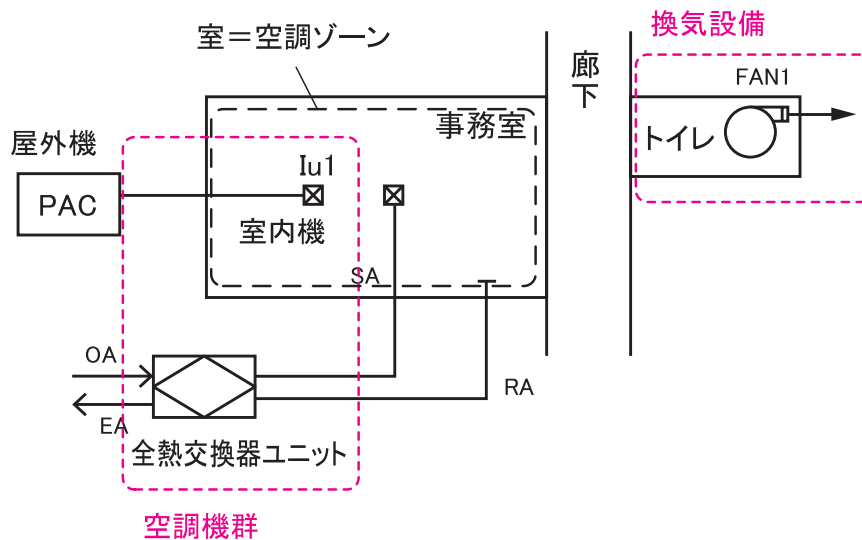 換気設備
室＝空調ゾーン
廊下
FAN1
事務室
トイレ
屋外機
Iu1
PAC
室内機
SA
OA
RA
EA
全熱交換器ユニット
空調機群